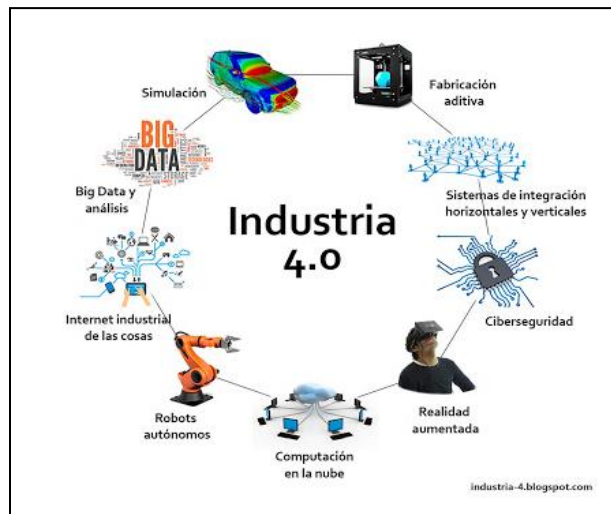 Simulación
Fabricación
aditiva
BIG
DATA
STORAGE
Big Data y
análisis
Sistemas de integración
horizontales y verticales
Industria
4.0
Internet industrial
de las cosas
Ciberseguridad
Robots
autónomos
Realidad
aumentada
Computación
en la nube
industria-4.blogspot.com